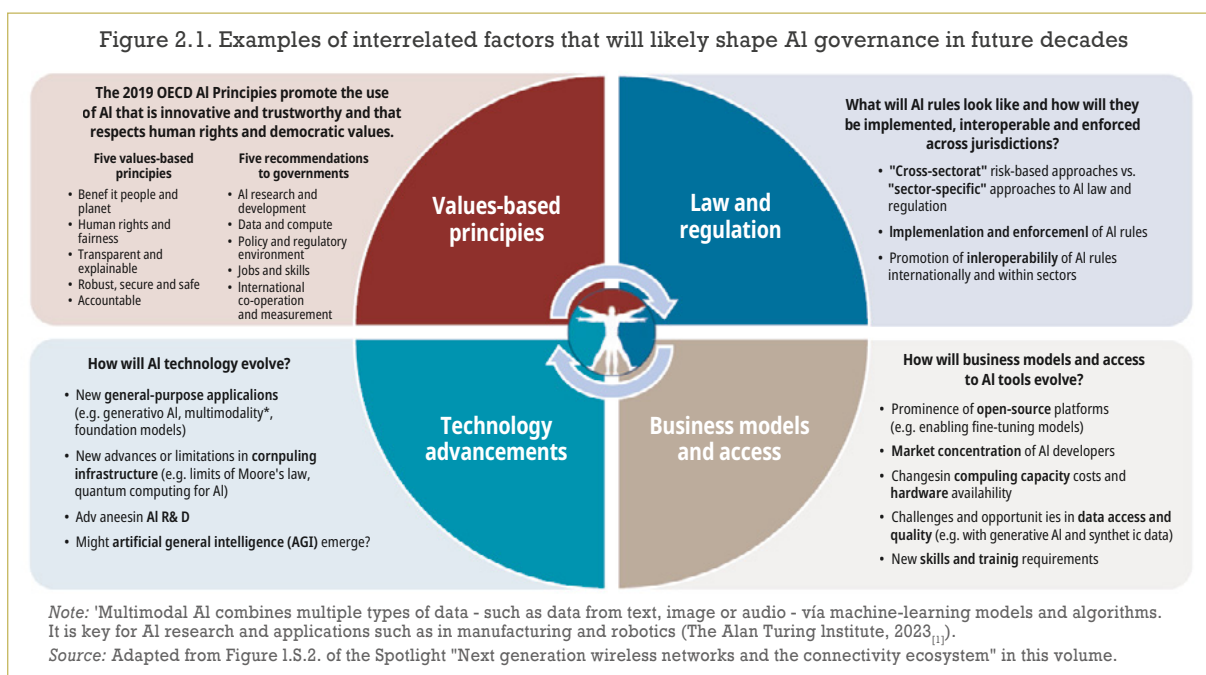 Figure 2.1. Examples of interrelated factors that will likely shape Al governance in future decades
The 2019 OECD Al Principies promote the use
of Al that is innovative and trustworthy and that
respects human rights and democratic values.
Five values-based
principies
• Benef it people and
planet
• Human rights and
fairness
• Transparent and
explainable
• Robust, secure and safe
• Accountable
Five recommendations
to governments
• Al research and
development
• Data and compute
• Policy and regulatory
environment
• Jobs and skills
• lnternational
co-operation
and measurement
Values-based
principies
Law and
regulation
What will Al rules look like and how will they
be implemented, interoperable and enforced
across jurisdictions?
• "Cross-sectorat" risk-based approaches vs.
"sector-specific" approaches to Al law and
regulation
• lmplemenlation and enforcement of Al rules
• Promotion of inleroperabilily of Al rules
internationally and within sectors
How will Al technology evolve?
• New general-purpose applicalions
(e.g. generativo Al, multimodality*,
foundation models)
• New advances or limitations in cornpuling
infrastructure (e.g. limits of Moore's law,
quantum computing for Al)
• Adv aneesin Al R& D
• Might artificial general intelligence (AGI) emerge?
Technology
advancements
Business models
and access
How will business models and access
to Al tools evolve?
• Prominence of open-source platforms
(e.g. enabling fine-tuning models)
• Market concentration of Al developers
• Changesin compuling capacity costs and
hardware availability
• Challenges and opportunit ies in data access and
quality (e.g. with generative Al and synthet ic data)
• New skills and trainig requirements
Note: 'Multimodal Al combines multiple types of data - such as data from text, image or audio - vía machine-learning models and algorithms.
It is key for Al research and applications such as in manufacturing and robotics (The Alan Turing lnstitute, 2023[1]).
Source: Adapted from Figure l.S.2. of the Spotlight "Next generation wireless networks and the connectivity ecosystem" in this volume.